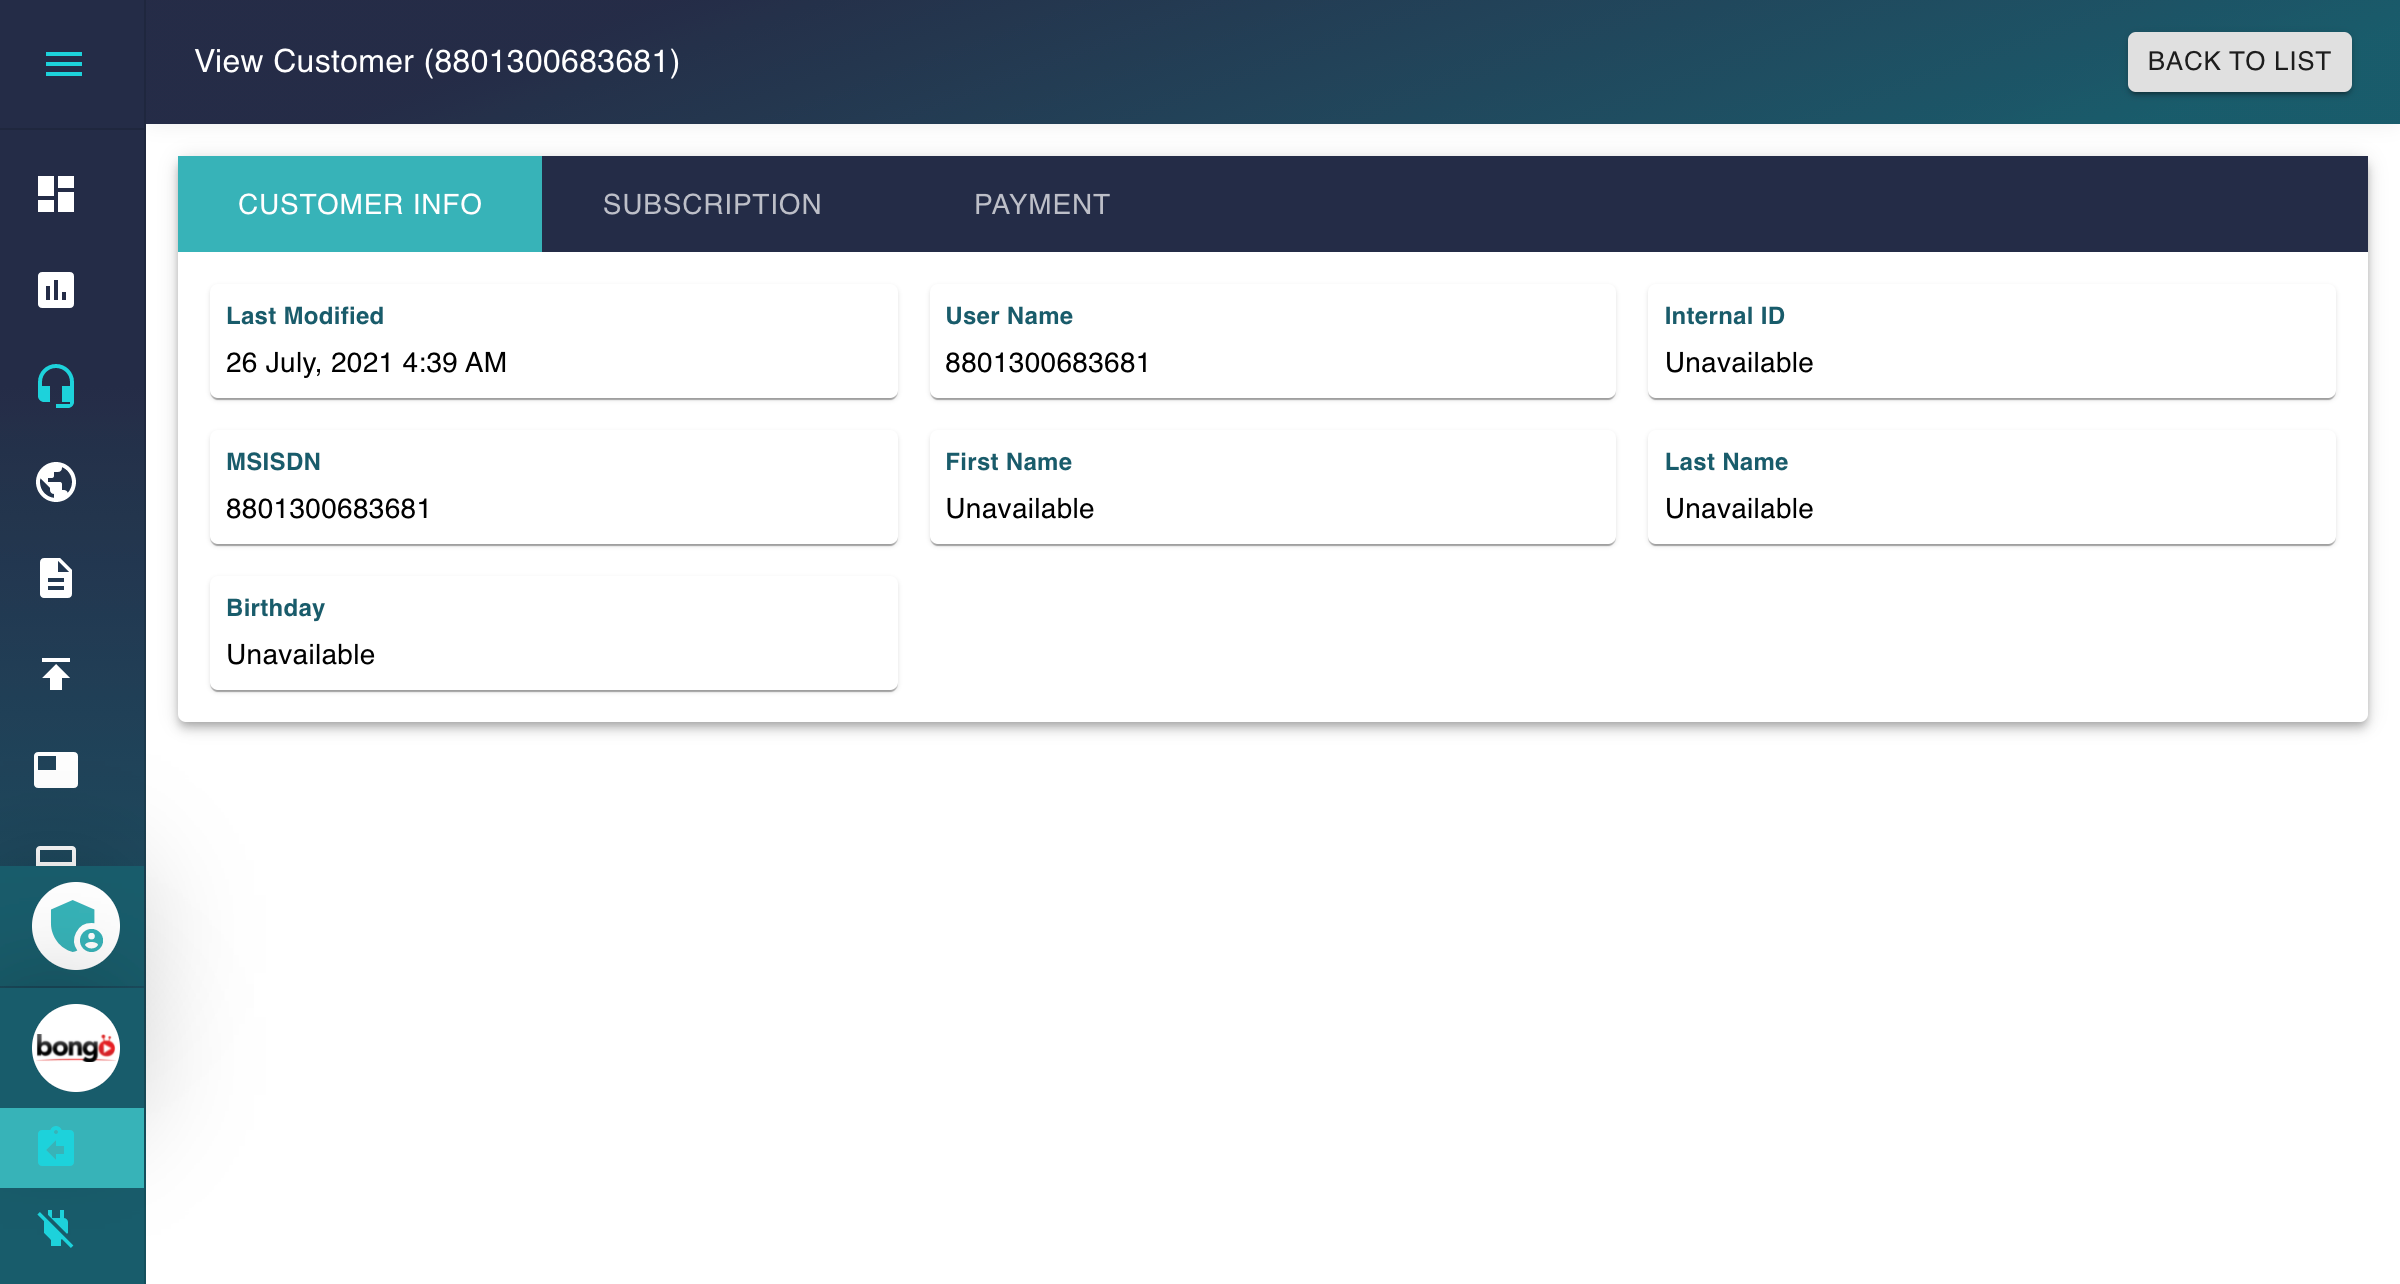 View Customer (8801300683681)
BACK TO LIST
CUSTOMER INFO
SUBSCRIPTION
PAYMENT
Last Modified
26 July, 2021 4:39 AM
User Name
8801300683681
Internal ID
Unavailable
MSISDN
8801300683681
First Name
Unavailable
Last Name
Unavailable
Birthday
Unavailable
bongo